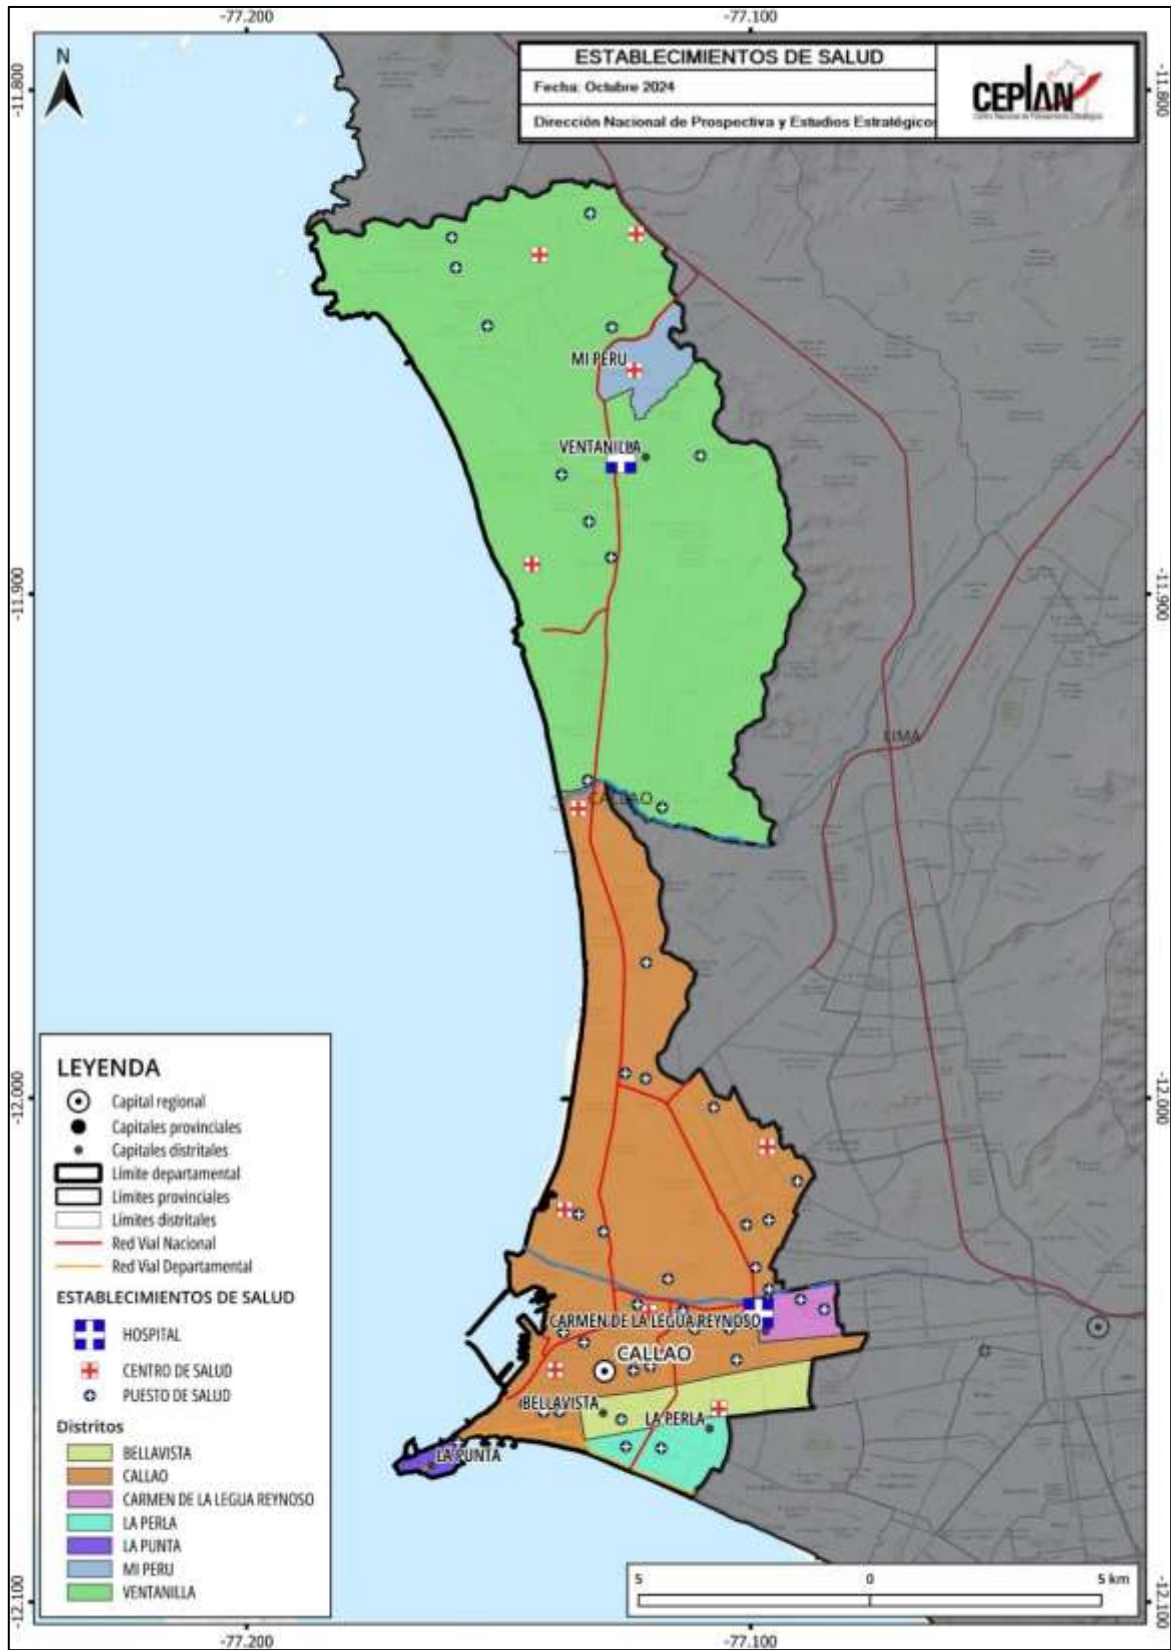 -77.200
-77.100
N
ESTABLECIMIENTOS DE SALUD
Fecha: Octubre 2024
Dirección Nacional de Prospectiva y Estudios Estratégicos
CEPLAN
Centro Nacional de Planeamiento Estratégico
-11.800
-11.800
MI PERU
VENTANILLA
-11.900
-11.900
LIMA
CALLAO
-12.000
-12.000
CARMEN DE LA LEGUA REYNOSO
CALLAO
BELLAVISTA
LA PERLA
LA PUNTA
LEYENDA
Capital regional
Capitales provinciales
Capitales distritales
Límite departamental
Límites provinciales
Límites distritales
Red Vial Nacional
Red Vial Departamental
ESTABLECIMIENTOS DE SALUD
HOSPITAL
CENTRO DE SALUD
PUESTO DE SALUD
Distritos
BELLAVISTA
CALLAO
CARMEN DE LA LEGUA REYNOSO
LA PERLA
LA PUNTA
MI PERU
VENTANILLA
5 0 5 km
-12.100
-12.100
-77.200
-77.100